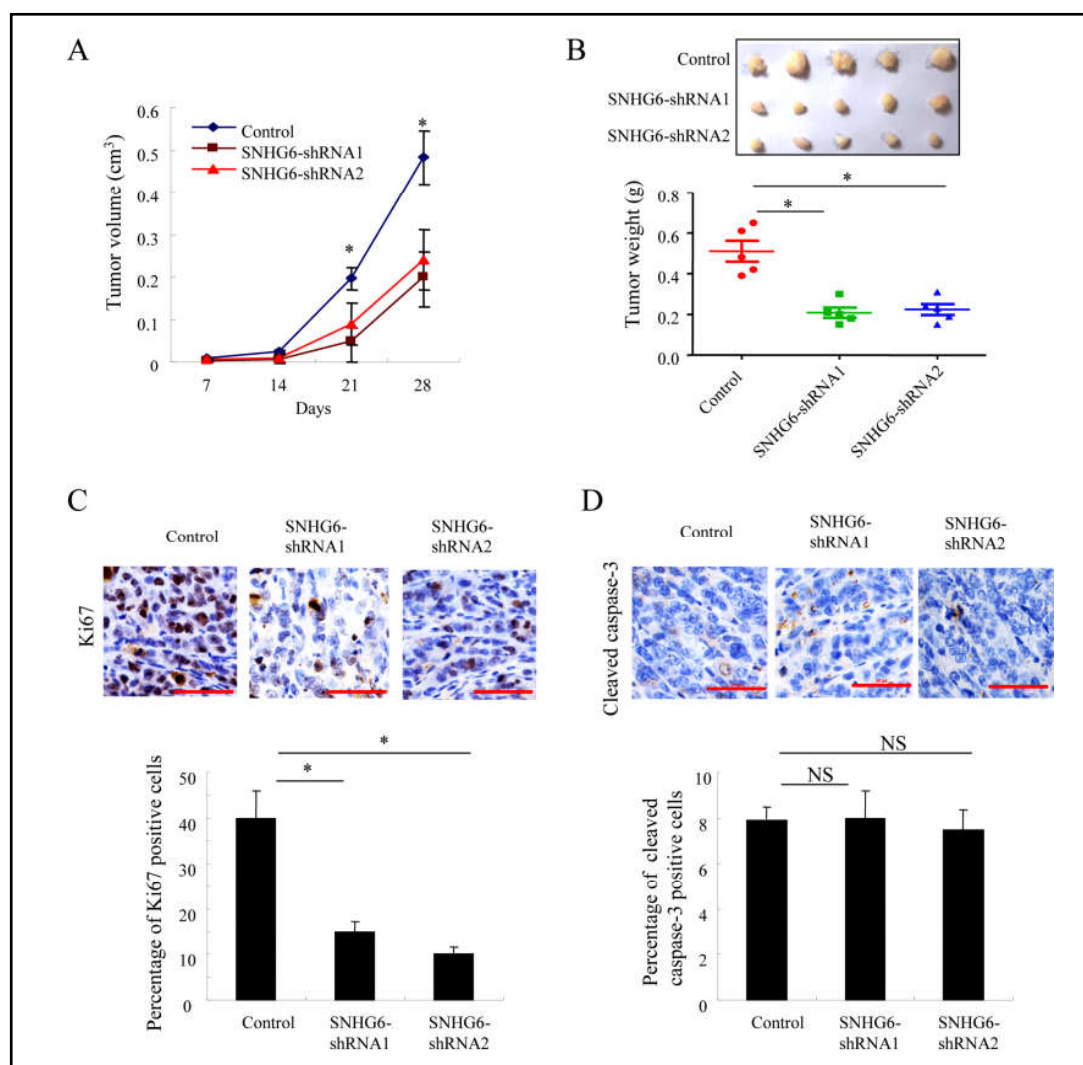 A
0.6
0.5
0.4
0.3
0.2
0.1
0
Tumor volume (cm³)
Control
SNHG6-shRNA1
SNHG6-shRNA2
*
*
7 14 21 28
Days
B
Control
SNHG6-shRNA1
SNHG6-shRNA2
Tumor weight (g)
0.8
0.6
0.4
0.2
0.0
*
*
Control
SNHG6-shRNA1
SNHG6-shRNA2
C
Control
SNHG6-
shRNA1
SNHG6-
shRNA2
Ki67
*
*
Percentage of Ki67 positive cells
50
40
30
20
10
0
Control
SNHG6-
shRNA1
SNHG6-
shRNA2
D
Control
SNHG6-
shRNA1
SNHG6-
shRNA2
Cleaved caspase-3
NS
NS
Percentage of cleaved
caspase-3 positive cells
10
8
6
4
2
0
Control
SNHG6-
shRNA1
SNHG6-
shRNA2